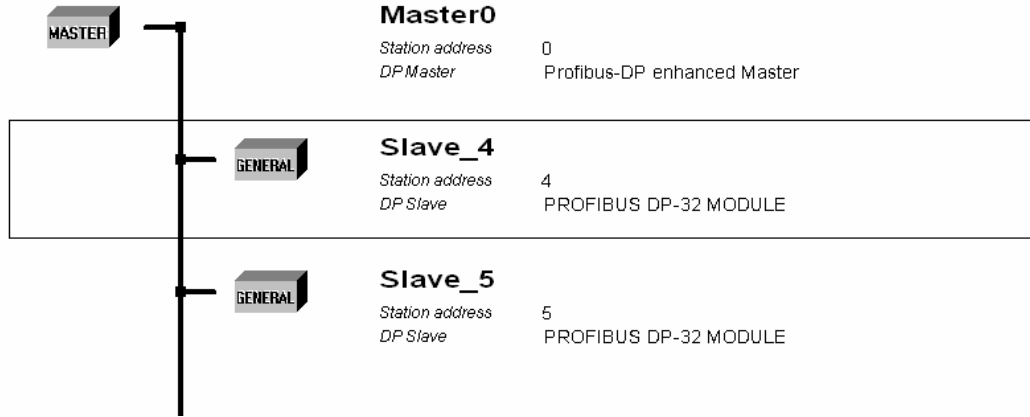 MASTER
Master0
Station address 0
DP Master Profibus-DP enhanced Master
GENERAL
Slave_4
Station address 4
DP Slave PROFIBUS DP-32 MODULE
GENERAL
Slave_5
Station address 5
DP Slave PROFIBUS DP-32 MODULE